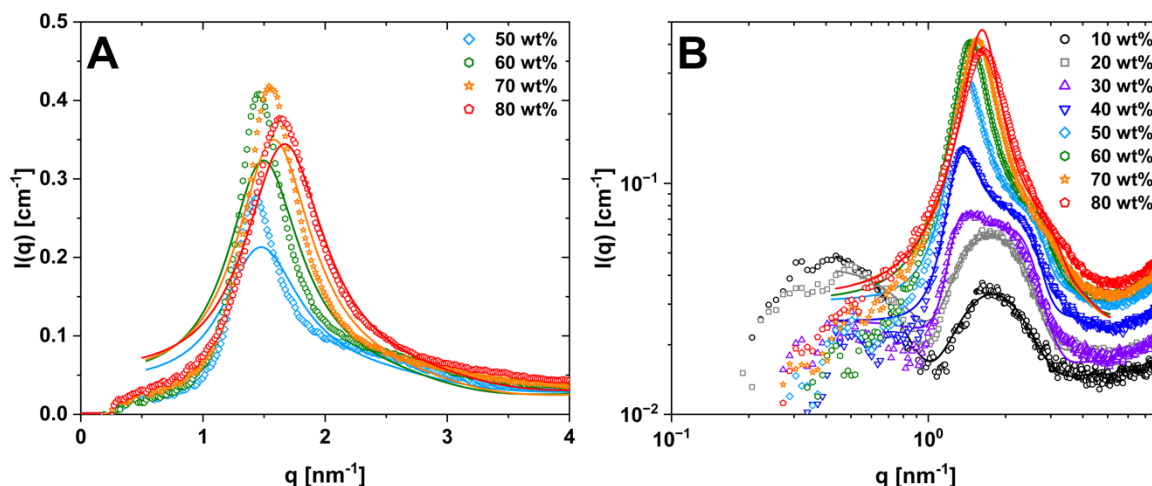 A
50 wt%
60 wt%
70 wt%
80 wt%
I(q) [cm⁻¹]
0.5
0.4
0.3
0.2
0.1
0.0
0 1 2 3 4
q [nm⁻¹]
B
10 wt%
20 wt%
30 wt%
40 wt%
50 wt%
60 wt%
70 wt%
80 wt%
I(q) [cm⁻¹]
10⁻¹
10⁻²
10⁻¹ 10⁰
q [nm⁻¹]